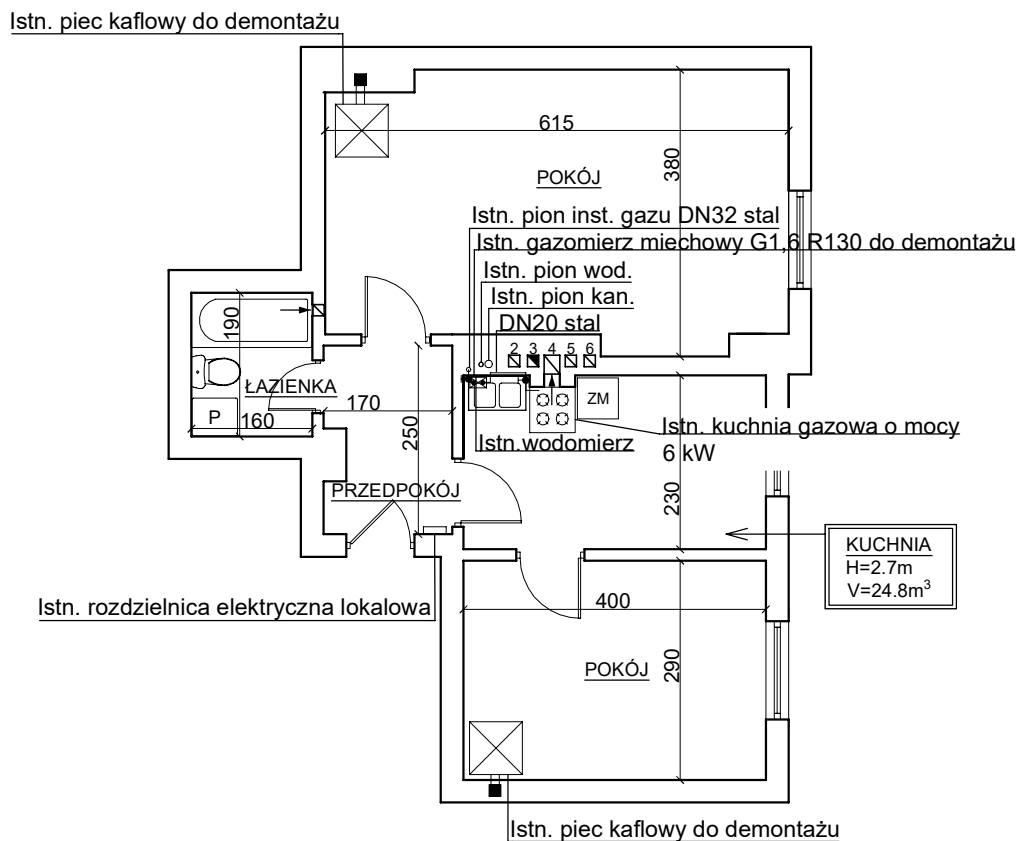 Istn. piec kaflowy do demontażu
615
380
POKÓJ
Istn. pion inst. gazu DN32 stal
Istn. gazomierz miechowy G1,6 R130 do demontażu
Istn. pion wod.
Istn. pion kan.
DN20 stal
2 3 4 5 6
190
ŁAZIENKA
170
P
160
250
ZM
Istn.wodomierz
Istn. kuchnia gazowa o mocy
6 kW
PRZEDPOKÓJ
230
KUCHNIA
H=2.7m
V=24.8m³
Istn. rozdzielnica elektryczna lokalowa
400
POKÓJ
290
Istn. piec kaflowy do demontażu